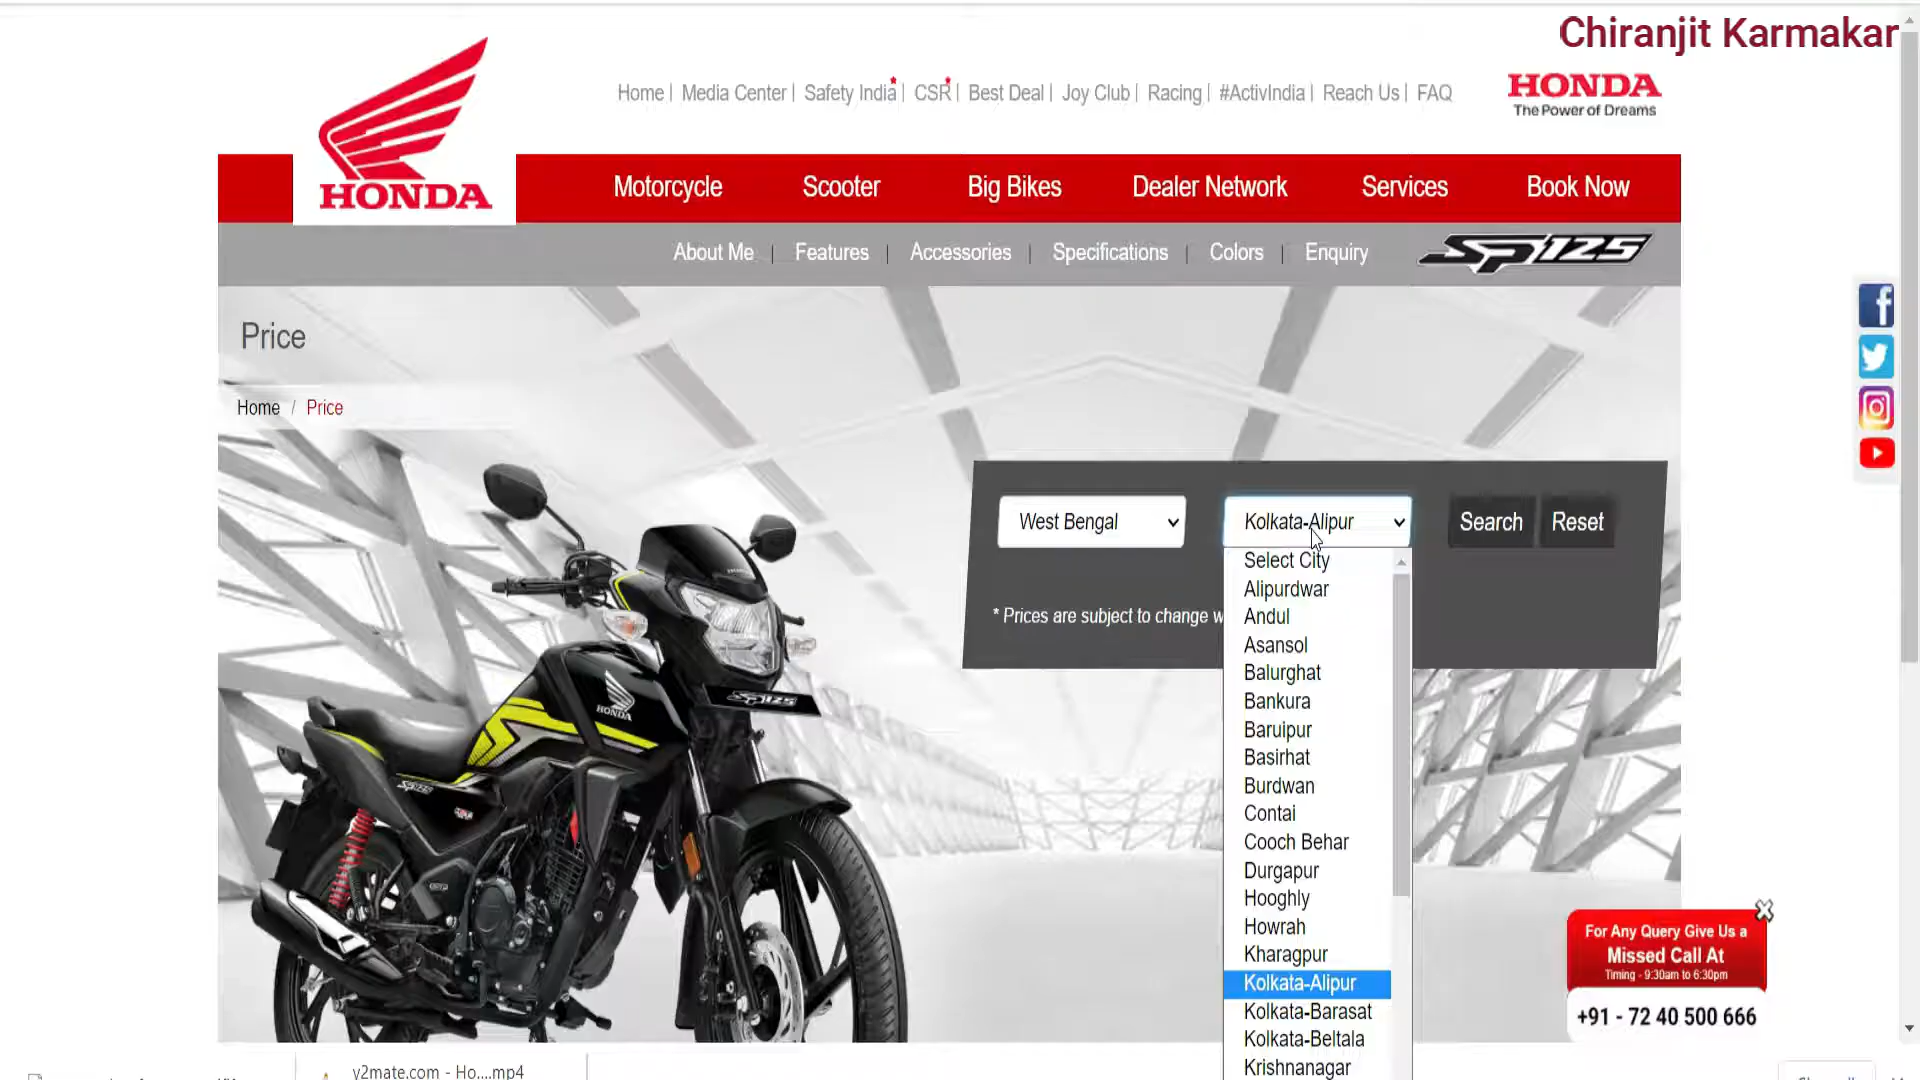 Chiranjit Karmakar
Home | Media Center | Safety India | CSR | Best Deal | Joy Club | Racing | #ActivIndia | Reach Us | FAQ
HONDA
The Power of Dreams
HONDA
Motorcycle Scooter Big Bikes Dealer Network Services Book Now
About Me | Features | Accessories | Specifications | Colors | Enquiry SP125
Price
Home / Price
West Bengal Kolkata-Alipur Search Reset
* Prices are subject to change w
Select City
Alipurdwar
Andul
Asansol
Balurghat
Bankura
Baruipur
Basirhat
Burdwan
Contai
Cooch Behar
Durgapur
Hooghly
Howrah
Kharagpur
Kolkata-Alipur
Kolkata-Barasat
Kolkata-Beltala
Krishnanagar
HONDA
SP125
SP125
For Any Query Give Us a
Missed Call At
Timing - 9:30am to 6:30pm
+91 - 72 40 500 666
y2mate.com - Ho....mp4